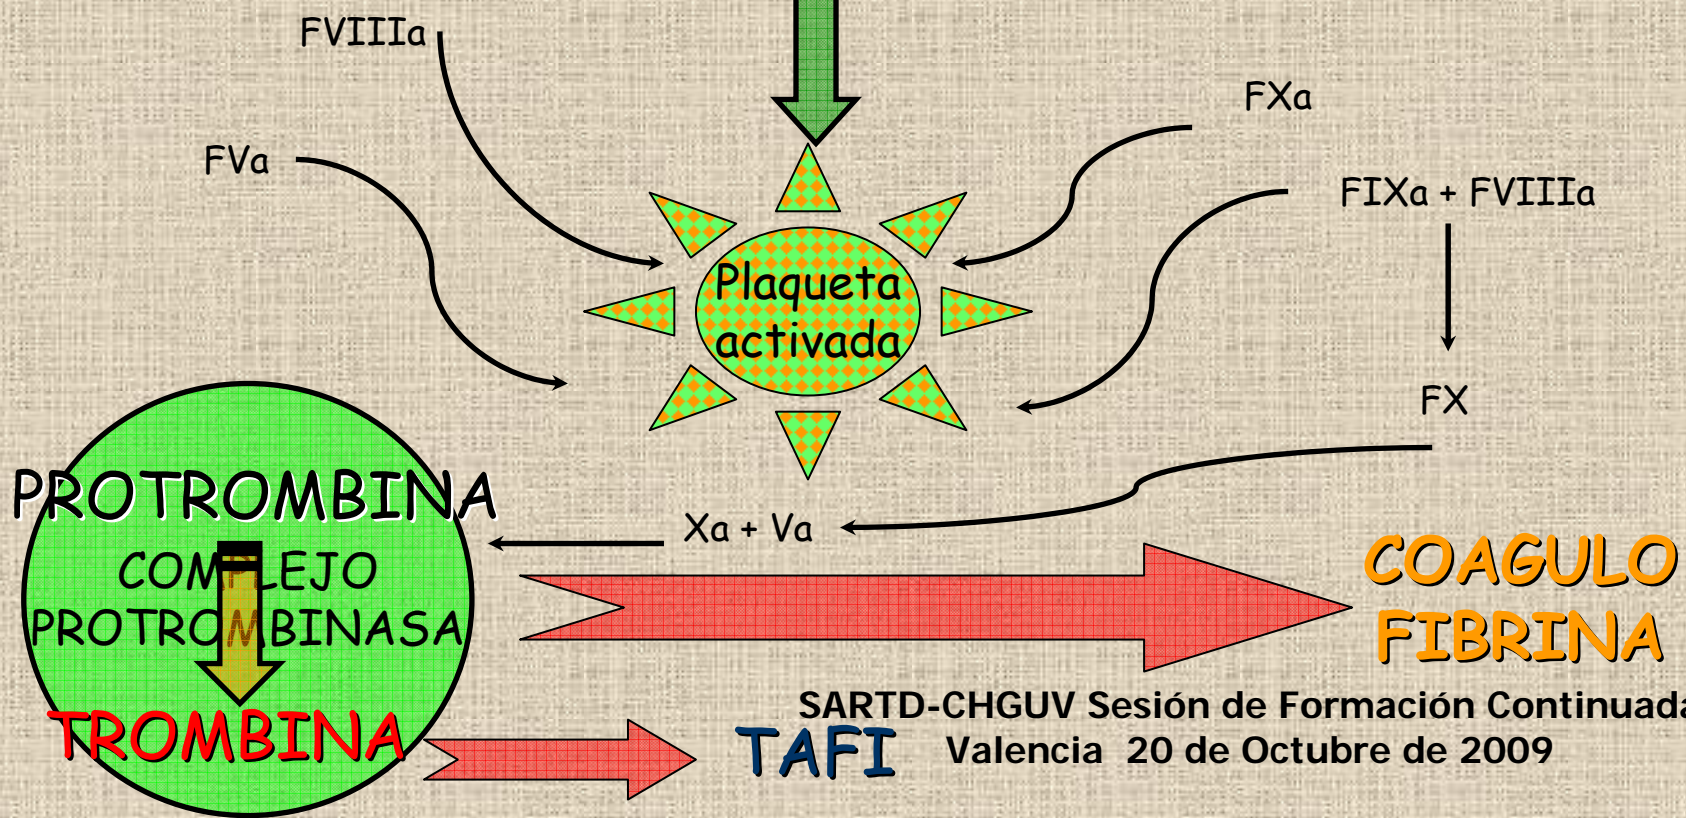 FVIIIa
FXa
FVa
FIXa + FVIIIa
Plaqueta
activada
FX
PROTROMBINA
Xa + Va
COMPLEJO
PROTROMBINASA
COAGULO
FIBRINA
TROMBINA
TAFI
SARTD-CHGUV Sesión de Formación Continuada
Valencia 20 de Octubre de 2009